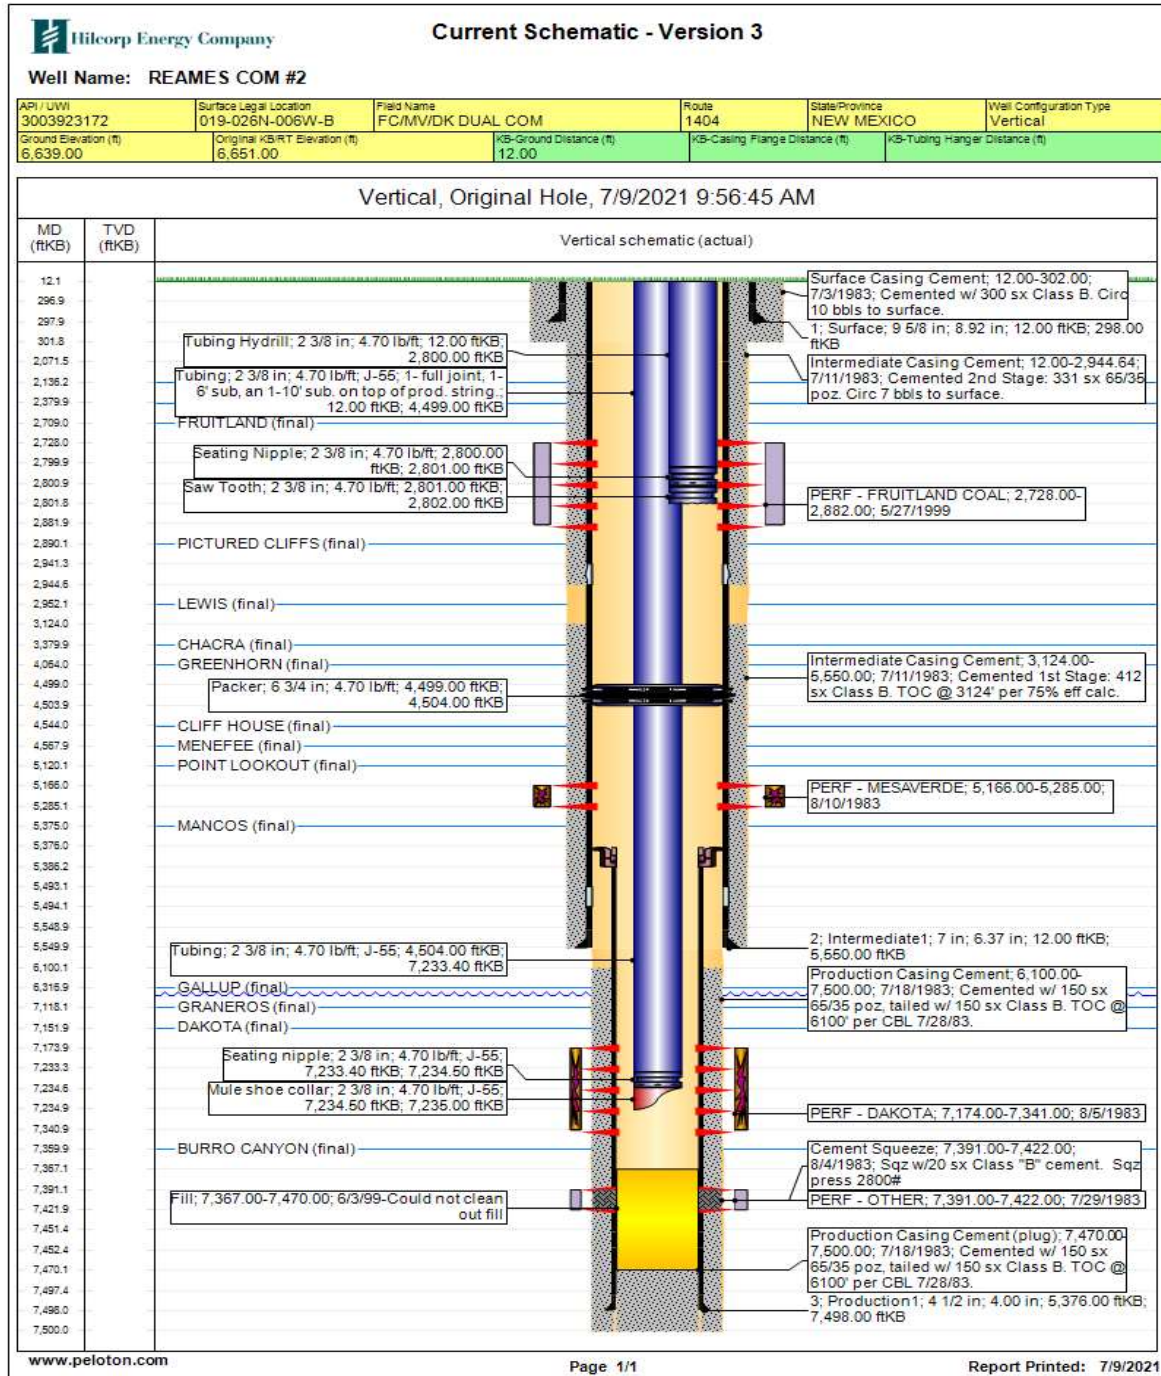 Hilcorp Energy Company
Current Schematic - Version 3
Well Name: REAMES COM #2
API / UWI
3003923172
Surface Legal Location
019-026N-006W-B
Field Name
FC/MV/DK DUAL COM
Route
1404
State/Province
NEW MEXICO
Well Configuration Type
Vertical
Ground Elevation (ft)
6,639.00
Original KB/RT Elevation (ft)
6,651.00
KB-Ground Distance (ft)
12.00
KB-Casing Flange Distance (ft)
KB-Tubing Hanger Distance (ft)
Vertical, Original Hole, 7/9/2021 9:56:45 AM
MD
(ftKB)
TVD
(ftKB)
Vertical schematic (actual)
12.1
296.9
297.9
301.8
2,071.5
2,136.2
2,379.9
2,709.0
2,728.0
2,799.9
2,800.9
2,801.8
2,881.9
2,890.1
2,941.3
2,944.6
2,952.1
3,124.0
3,379.9
4,064.0
4,499.0
4,503.9
4,544.0
4,567.9
5,120.1
5,166.0
5,285.1
5,375.0
5,376.0
5,386.2
5,493.1
5,494.1
5,548.9
5,549.9
6,100.1
6,316.9
7,118.1
7,151.9
7,173.9
7,233.3
7,234.6
7,234.9
7,340.9
7,359.9
7,367.1
7,391.1
7,421.9
7,451.4
7,452.4
7,470.1
7,497.4
7,498.0
7,500.0
Surface Casing Cement; 12.00-302.00;
7/3/1983; Cemented w/ 300 sx Class B. Circ
10 bbls to surface.
1; Surface; 9 5/8 in; 8.92 in; 12.00 ftKB; 298.00
ftKB
Tubing Hydrill; 2 3/8 in; 4.70 lb/ft; 12.00 ftKB;
2,800.00 ftKB
Intermediate Casing Cement; 12.00-2,944.64;
7/11/1983; Cemented 2nd Stage: 331 sx 65/35
poz. Circ 7 bbls to surface.
Tubing; 2 3/8 in; 4.70 lb/ft; J-55; 1- full joint, 1-
6' sub, an 1-10' sub. on top of prod. string.;
12.00 ftKB; 4,499.00 ftKB
FRUITLAND (final)
Seating Nipple; 2 3/8 in; 4.70 lb/ft; 2,800.00
ftKB; 2,801.00 ftKB
Saw Tooth; 2 3/8 in; 4.70 lb/ft; 2,801.00 ftKB;
2,802.00 ftKB
PERF - FRUITLAND COAL; 2,728.00-
2,882.00; 5/27/1999
PICTURED CLIFFS (final)
LEWIS (final)
CHACRA (final)
GREENHORN (final)
Intermediate Casing Cement; 3,124.00-
5,550.00; 7/11/1983; Cemented 1st Stage: 412
sx Class B. TOC @ 3124' per 75% eff calc.
Packer; 6 3/4 in; 4.70 lb/ft; 4,499.00 ftKB;
4,504.00 ftKB
CLIFF HOUSE (final)
MENEFEE (final)
POINT LOOKOUT (final)
PERF - MESAVERDE; 5,166.00-5,285.00;
8/10/1983
MANCOS (final)
2; Intermediate1; 7 in; 6.37 in; 12.00 ftKB;
5,550.00 ftKB
Tubing; 2 3/8 in; 4.70 lb/ft; J-55; 4,504.00 ftKB;
7,233.40 ftKB
Production Casing Cement; 6,100.00-
7,500.00; 7/18/1983; Cemented w/ 150 sx
65/35 poz, tailed w/ 150 sx Class B. TOC @
6100' per CBL 7/28/83.
GALLUP (final)
GRANEROS (final)
DAKOTA (final)
Seating nipple; 2 3/8 in; 4.70 lb/ft; J-55;
7,233.40 ftKB; 7,234.50 ftKB
Mule shoe collar; 2 3/8 in; 4.70 lb/ft; J-55;
7,234.50 ftKB; 7,235.00 ftKB
PERF - DAKOTA; 7,174.00-7,341.00; 8/5/1983
BURRO CANYON (final)
Cement Squeeze; 7,391.00-7,422.00;
8/4/1983; Sqz w/20 sx Class "B" cement. Sqz
press 2800#
PERF - OTHER; 7,391.00-7,422.00; 7/29/1983
Fill; 7,367.00-7,470.00; 6/3/99-Could not clean
out fill
Production Casing Cement (plug); 7,470.00-
7,500.00; 7/18/1983; Cemented w/ 150 sx
65/35 poz, tailed w/ 150 sx Class B. TOC @
6100' per CBL 7/28/83.
3; Production1; 4 1/2 in; 4.00 in; 5,376.00 ftKB;
7,498.00 ftKB
www.peloton.com
Page 1/1
Report Printed: 7/9/2021